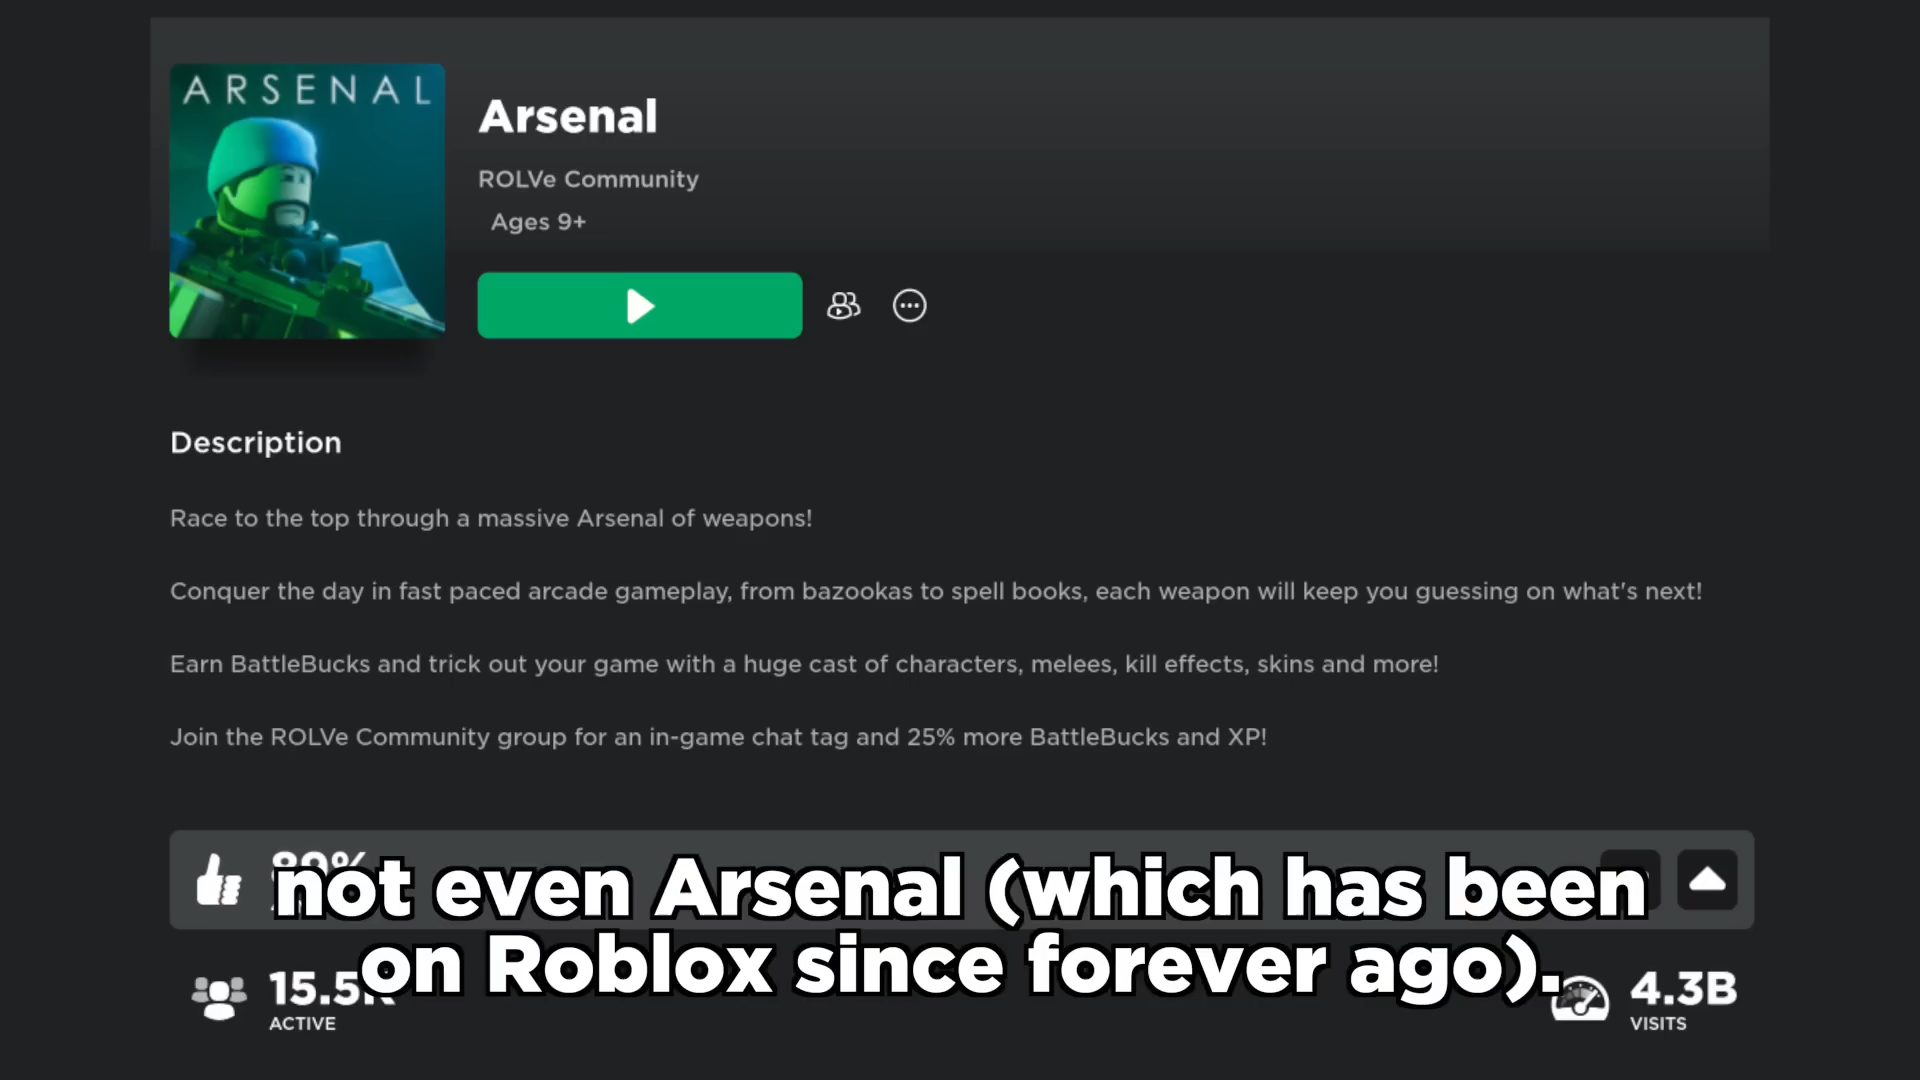 ARSENAL
Arsenal
ROLVe Community
Ages 9+
Description
Race to the top through a massive Arsenal of weapons!
Conquer the day in fast paced arcade gameplay, from bazookas to spell books, each weapon will keep you guessing on what's next!
Earn BattleBucks and trick out your game with a huge cast of characters, melees, kill effects, skins and more!
Join the ROLVe Community group for an in-game chat tag and 25% more BattleBucks and XP!
not even Arsenal (which has been
on Roblox since forever ago).
15.5K
ACTIVE
4.3B
VISITS